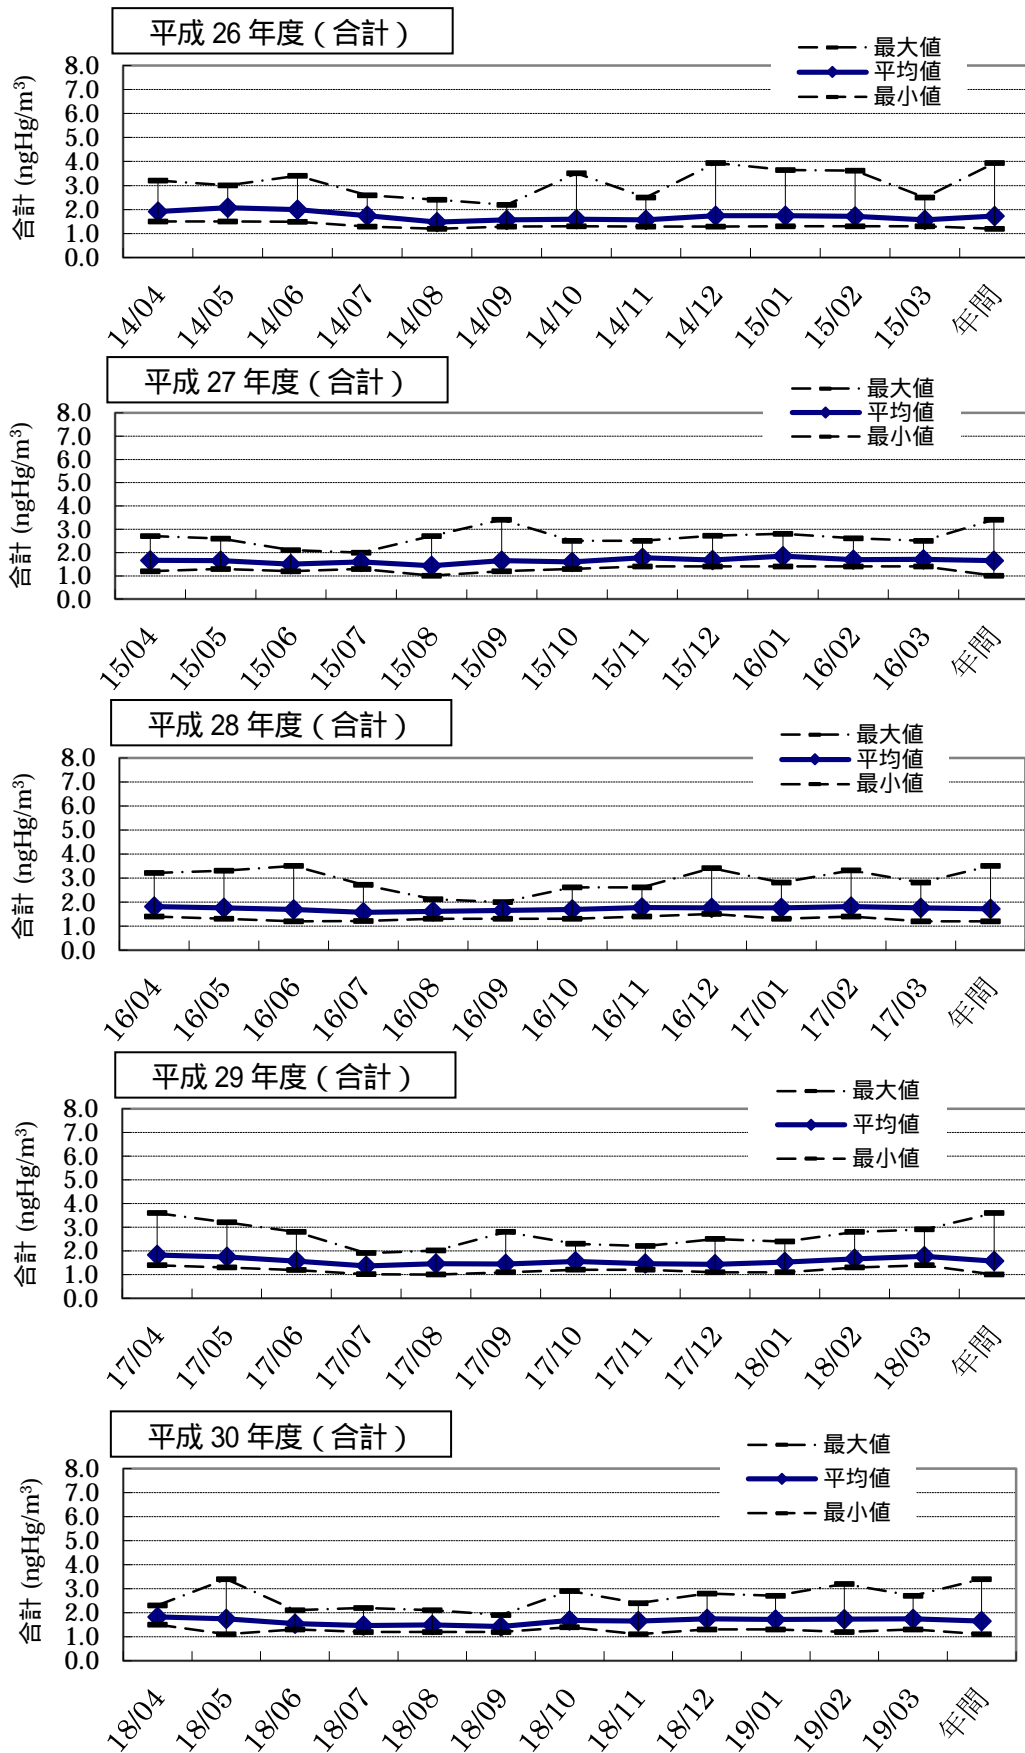 平成 26 年度 ( 合計 )
最大値
平均値
最小値
合計 (ngHg/m³)
8.0
7.0
6.0
5.0
4.0
3.0
2.0
1.0
0.0
14/04 14/05 14/06 14/07 14/08 14/09 14/10 14/11 14/12 15/01 15/02 15/03 年間
平成 27 年度 ( 合計 )
最大値
平均値
最小値
合計 (ngHg/m³)
8.0
7.0
6.0
5.0
4.0
3.0
2.0
1.0
0.0
15/04 15/05 15/06 15/07 15/08 15/09 15/10 15/11 15/12 16/01 16/02 16/03 年間
平成 28 年度 ( 合計 )
最大値
平均値
最小値
合計 (ngHg/m³)
8.0
7.0
6.0
5.0
4.0
3.0
2.0
1.0
0.0
16/04 16/05 16/06 16/07 16/08 16/09 16/10 16/11 16/12 17/01 17/02 17/03 年間
平成 29 年度 ( 合計 )
最大値
平均値
最小値
合計 (ngHg/m³)
8.0
7.0
6.0
5.0
4.0
3.0
2.0
1.0
0.0
17/04 17/05 17/06 17/07 17/08 17/09 17/10 17/11 17/12 18/01 18/02 18/03 年間
平成 30 年度 ( 合計 )
最大値
平均値
最小値
合計 (ngHg/m³)
8.0
7.0
6.0
5.0
4.0
3.0
2.0
1.0
0.0
18/04 18/05 18/06 18/07 18/08 18/09 18/10 18/11 18/12 19/01 19/02 19/03 年間